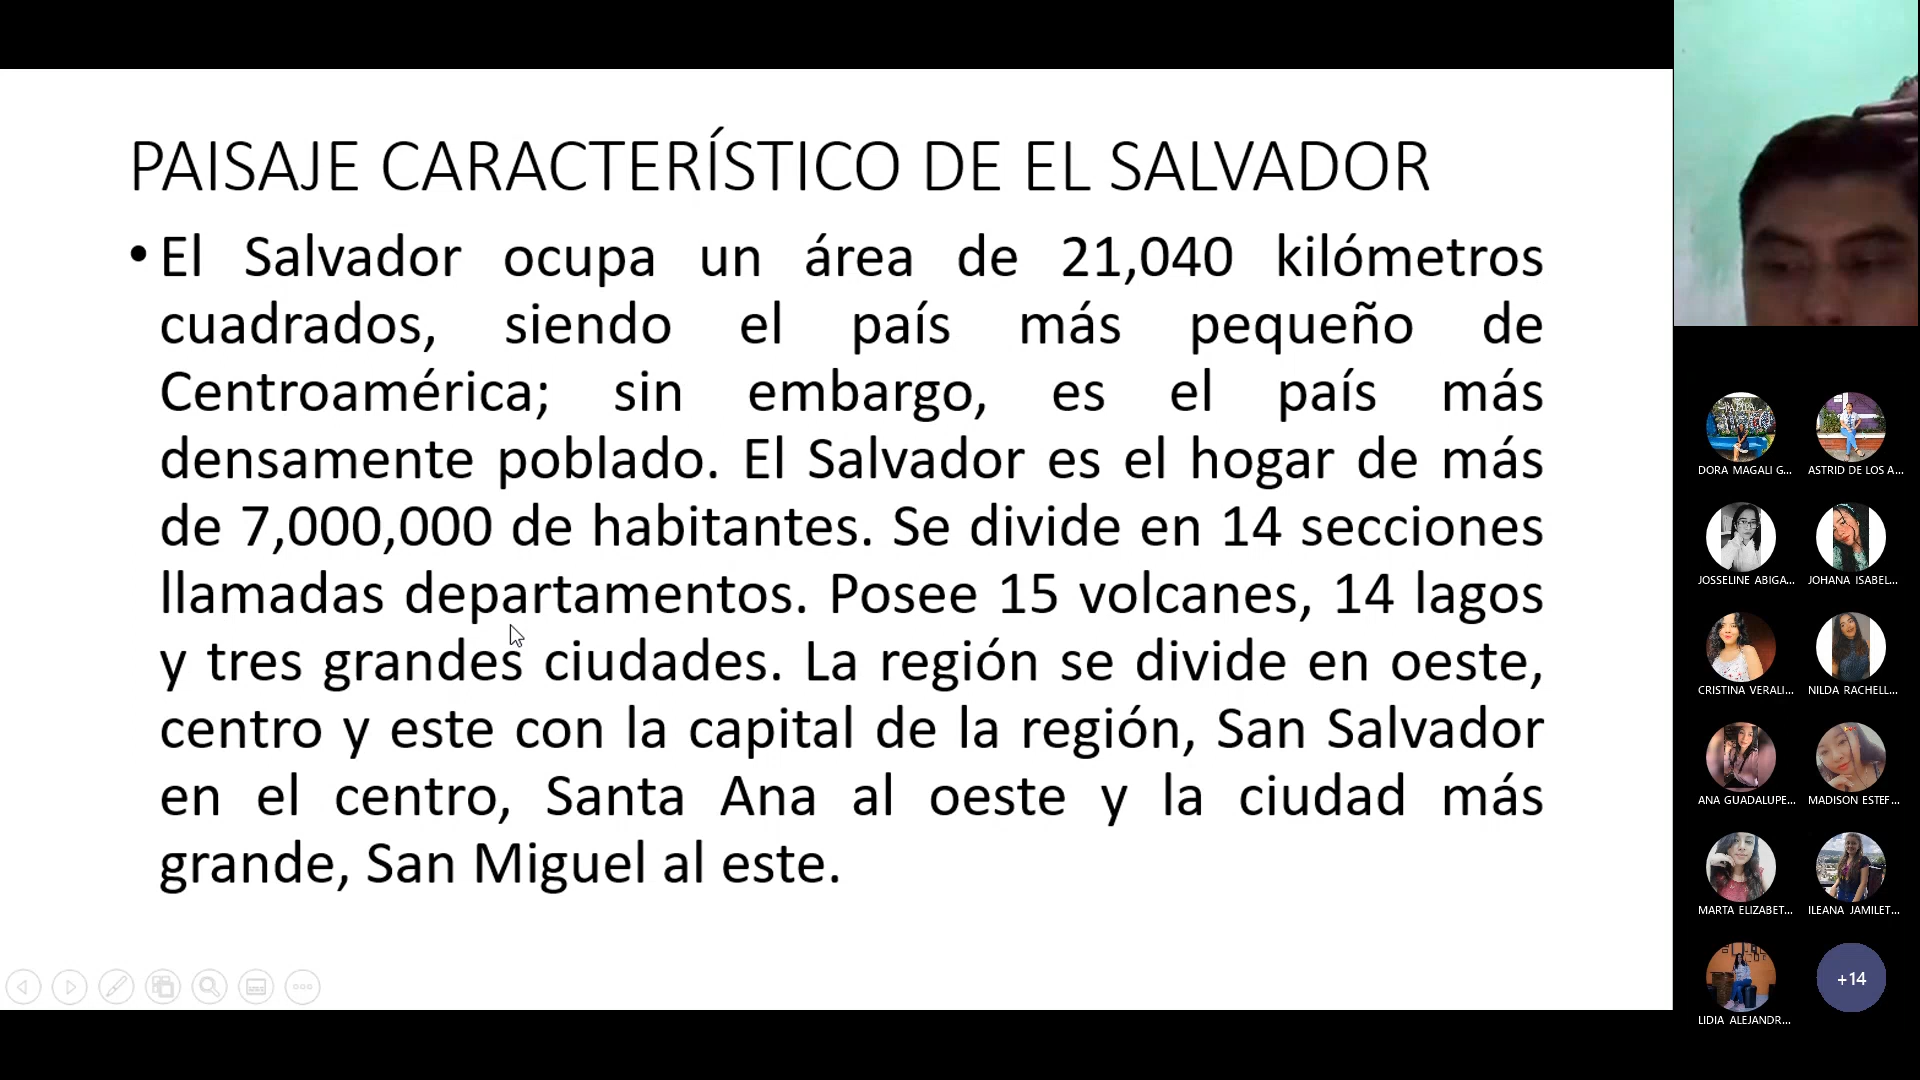 PAISAJE CARACTERÍSTICO DE EL SALVADOR
• El Salvador ocupa un área de 21,040 kilómetros
cuadrados, siendo el país más pequeño de
Centroamérica; sin embargo, es el país más
densamente poblado. El Salvador es el hogar de más
de 7,000,000 de habitantes. Se divide en 14 secciones
llamadas departamentos. Posee 15 volcanes, 14 lagos
y tres grandes ciudades. La región se divide en oeste,
centro y este con la capital de la región, San Salvador
en el centro, Santa Ana al oeste y la ciudad más
grande, San Miguel al este.
DORA MAGALI G...
ASTRID DE LOS A...
JOSSELINE ABIGA...
JOHANA ISABEL...
CRISTINA VERALI...
NILDA RACHELL...
ANA GUADALUPE...
MADISON ESTEF...
MARTA ELIZABET...
ILEANA JAMILET...
LIDIA ALEJANDR...
+14